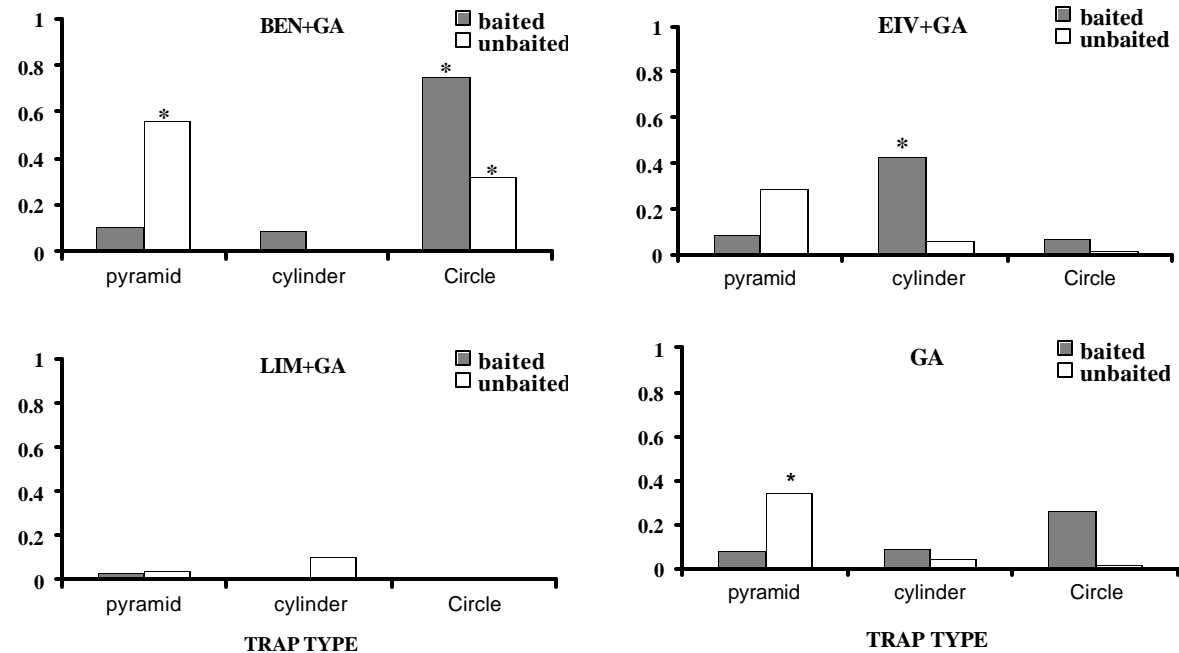 BEN+GA
baited
unbaited
1
0.8
0.6
0.4
0.2
0
*
*
*
pyramid cylinder Circle
EIV+GA
baited
unbaited
1
0.8
0.6
0.4
0.2
0
*
pyramid cylinder Circle
LIM+GA
baited
unbaited
1
0.8
0.6
0.4
0.2
0
pyramid cylinder Circle
TRAP TYPE
GA
baited
unbaited
1
0.8
0.6
0.4
0.2
0
*
pyramid cylinder Circle
TRAP TYPE